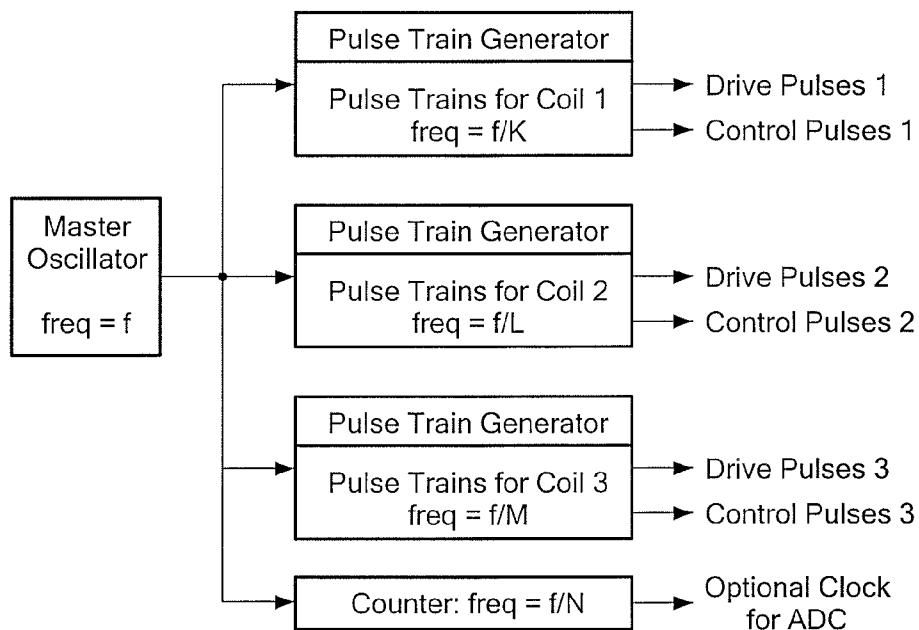 Pulse Train Generator
Pulse Trains for Coil 1
freq = f/K
Drive Pulses 1
Control Pulses 1
Master
Oscillator
freq = f
Pulse Train Generator
Pulse Trains for Coil 2
freq = f/L
Drive Pulses 2
Control Pulses 2
Pulse Train Generator
Pulse Trains for Coil 3
freq = f/M
Drive Pulses 3
Control Pulses 3
Counter: freq = f/N
Optional Clock
for ADC